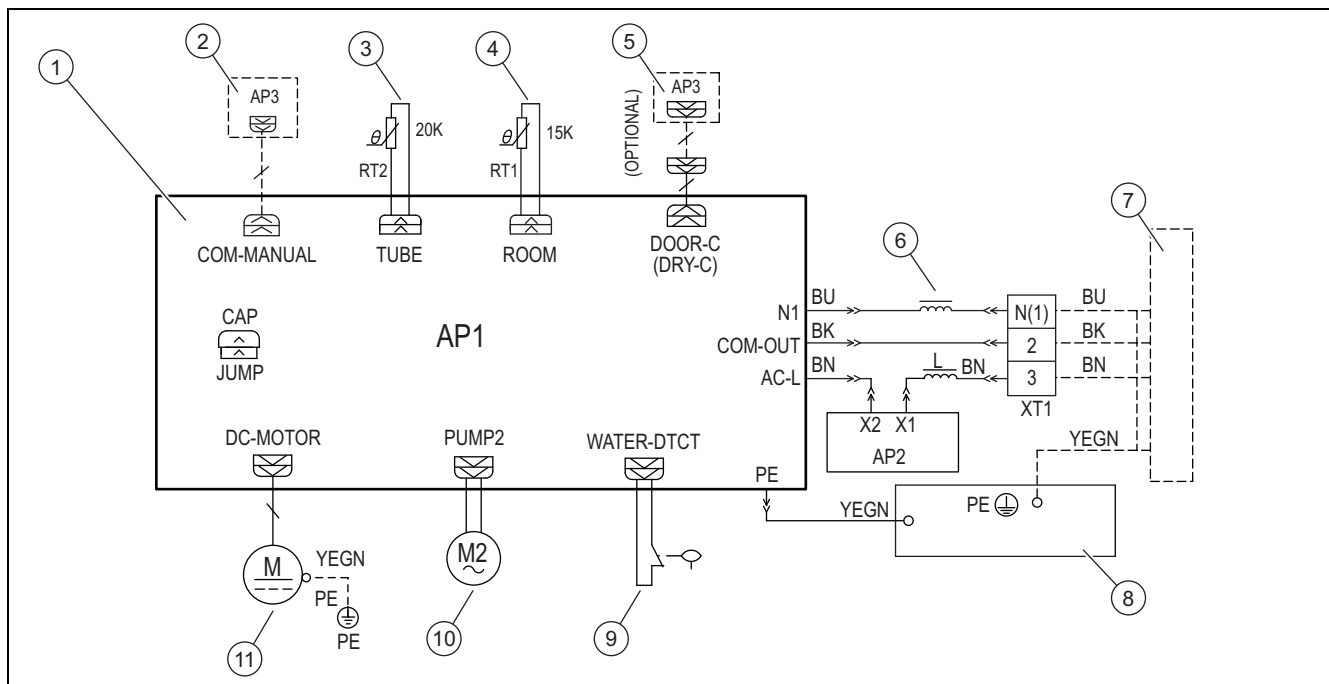 1
2
3
4
5
6
7
AP3
AP3
(OPTIONAL)
θ
20K
RT2
θ
15K
RT1
COM-MANUAL
TUBE
ROOM
DOOR-C
(DRY-C)
CAP
JUMP
AP1
N1
BU
N(1)
BU
COM-OUT
BK
2
BK
AC-L
BN
L
BN
3
BN
XT1
X2
X1
AP2
DC-MOTOR
PUMP2
WATER-DTCT
PE
YEGN
YEGN
PE
M
YEGN
PE
PE
M2
8
9
10
11